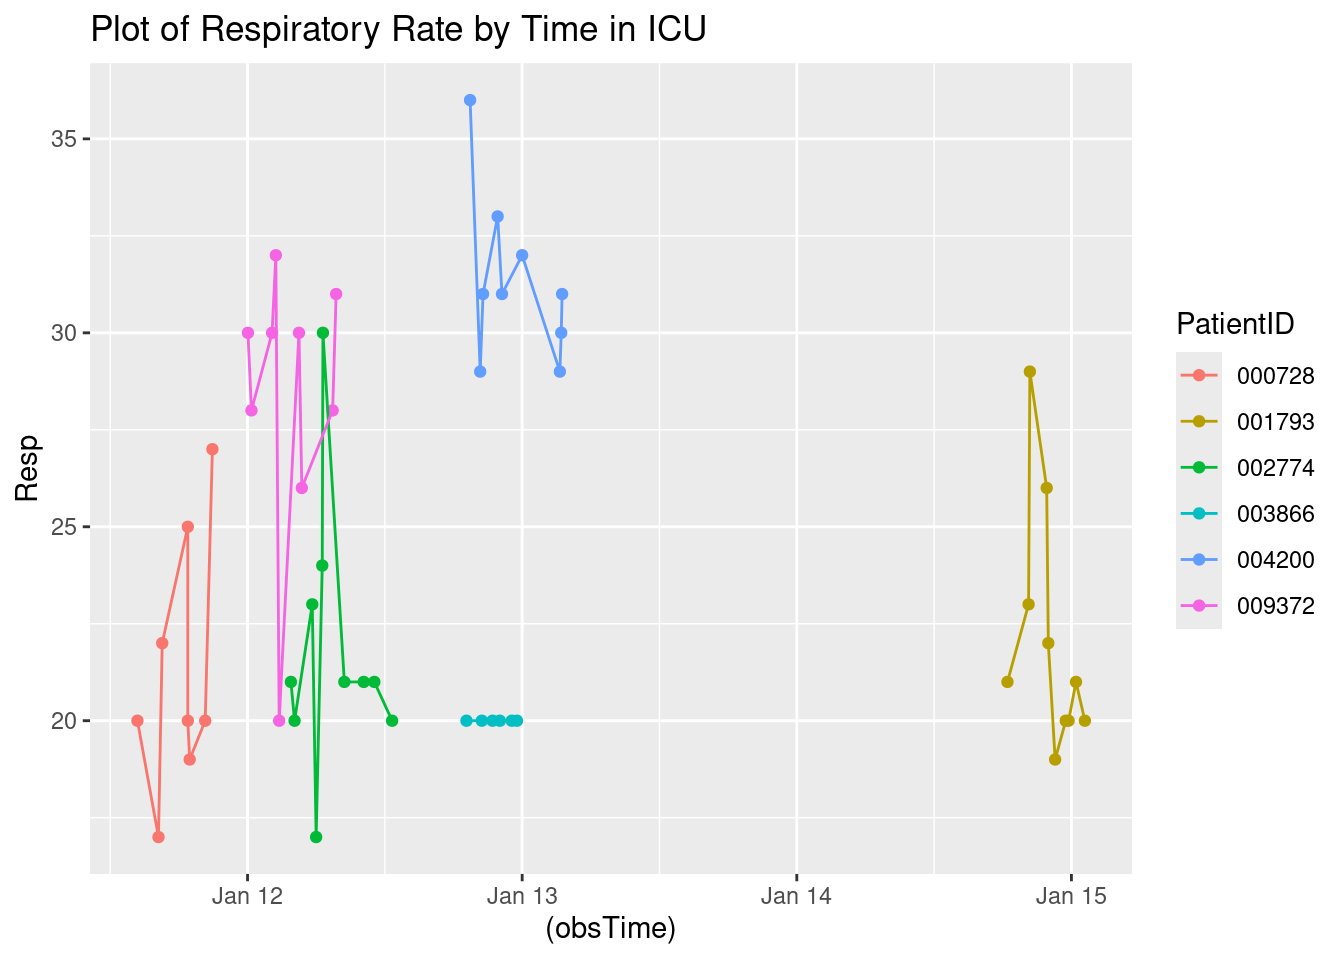 Plot of Respiratory Rate by Time in ICU
35
30
25
20
Resp
Jan 12
Jan 13
Jan 14
Jan 15
(obsTime)
PatientID
000728
001793
002774
003866
004200
009372